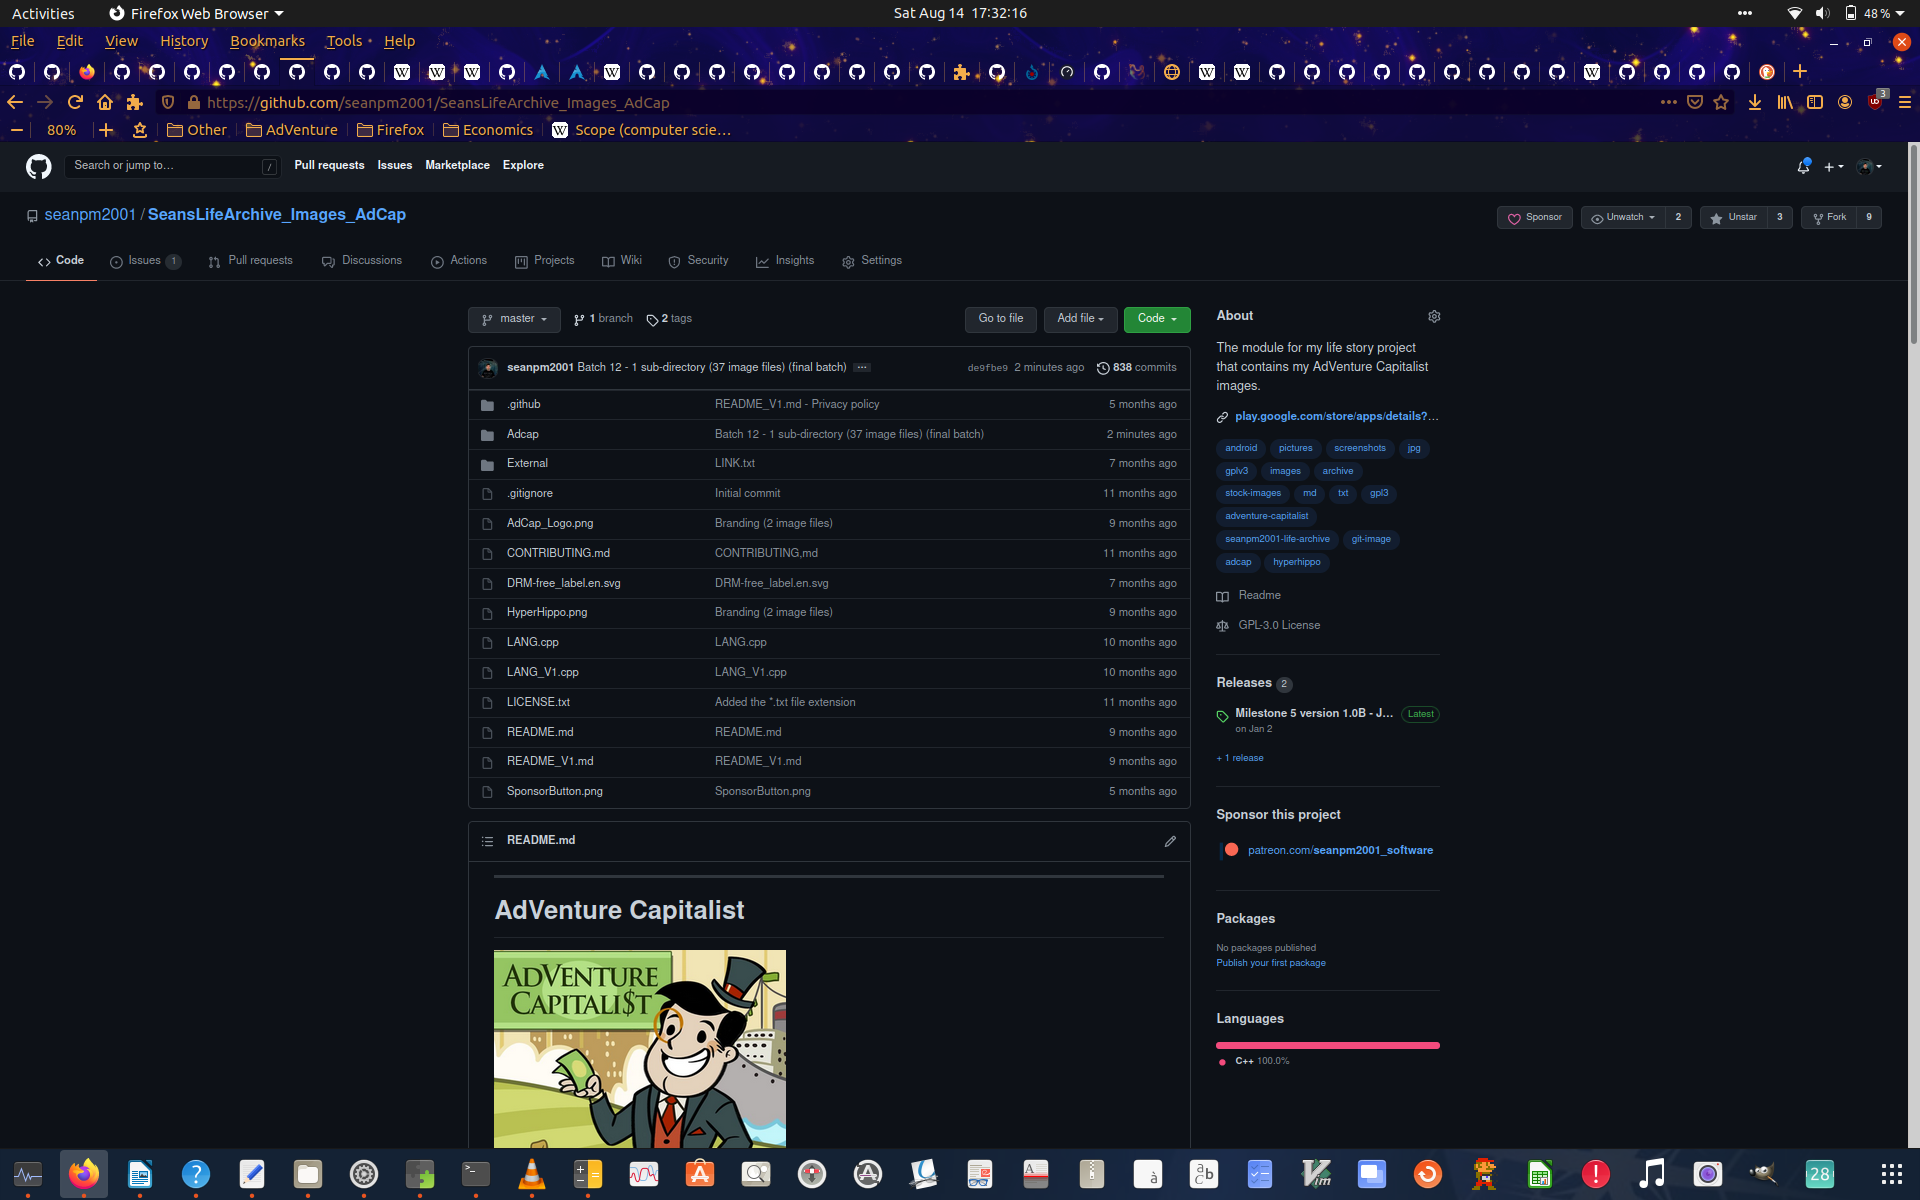 Activities Firefox Web Browser Sat Aug 14 17:32:16 48 %
File Edit View History Bookmarks Tools Help
https://github.com/seanpm2001/SeansLifeArchive_Images_AdCap 3
80% Other AdVenture Firefox Economics W Scope (computer scie…
Search or jump to… / Pull requests Issues Marketplace Explore
seanpm2001 / SeansLifeArchive_Images_AdCap Sponsor Unwatch 2 Unstar 3 Fork 9
Code Issues 1 Pull requests Discussions Actions Projects Wiki Security Insights Settings
master 1 branch 2 tags Go to file Add file Code
seanpm2001 Batch 12 - 1 sub-directory (37 image files) (final batch) … de9fbe9 2 minutes ago 838 commits
.github README_V1.md - Privacy policy 5 months ago
Adcap Batch 12 - 1 sub-directory (37 image files) (final batch) 2 minutes ago
External LINK.txt 7 months ago
.gitignore Initial commit 11 months ago
AdCap_Logo.png Branding (2 image files) 9 months ago
CONTRIBUTING.md CONTRIBUTING,md 11 months ago
DRM-free_label.en.svg DRM-free_label.en.svg 7 months ago
HyperHippo.png Branding (2 image files) 9 months ago
LANG.cpp LANG.cpp 10 months ago
LANG_V1.cpp LANG_V1.cpp 10 months ago
LICENSE.txt Added the *.txt file extension 11 months ago
README.md README.md 9 months ago
README_V1.md README_V1.md 9 months ago
SponsorButton.png SponsorButton.png 5 months ago
README.md
AdVenture Capitalist
ADVENTURE
CAPITALI$T
About
The module for my life story project
that contains my AdVenture Capitalist
images.
play.google.com/store/apps/details?…
android pictures screenshots jpg
gplv3 images archive
stock-images md txt gpl3
adventure-capitalist
seanpm2001-life-archive git-image
adcap hyperhippo
Readme
GPL-3.0 License
Releases 2
Milestone 5 version 1.0B - J… Latest
on Jan 2
+ 1 release
Sponsor this project
patreon.com/seanpm2001_software
Packages
No packages published
Publish your first package
Languages
C++ 100.0%
28